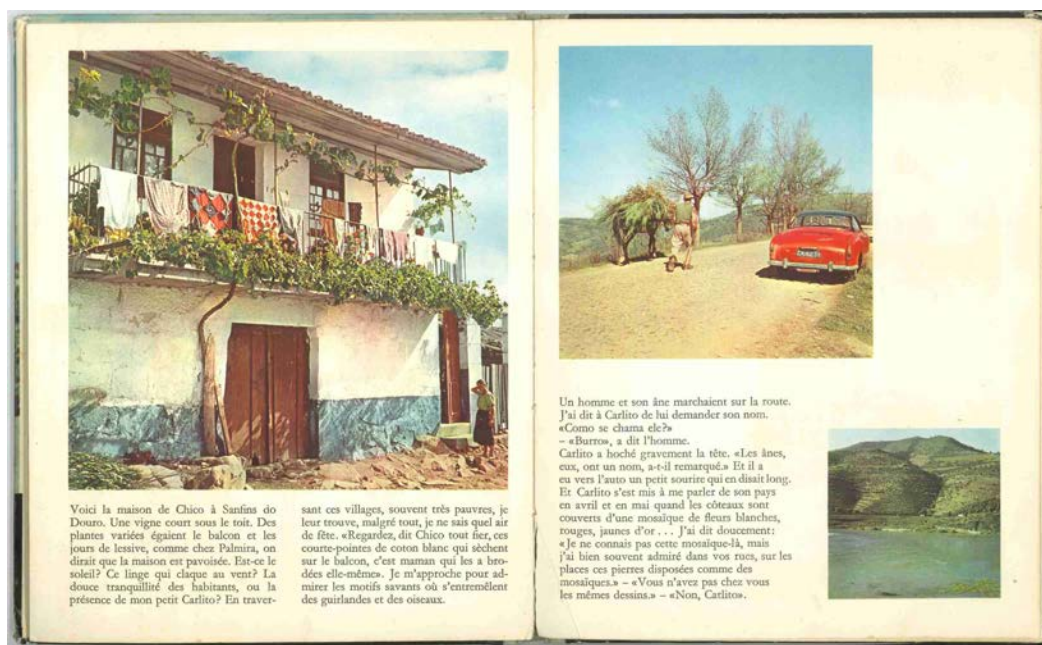 Voici la maison de Chico à Sanfins do
Douro. Une vigne court sous le toit. Des
plantes variées égaient le balcon et les
jours de lessive, comme chez Palmira, on
dirait que la maison est pavoisée. Est-ce le
soleil? Ce linge qui claque au vent? La
douce tranquillité des habitants, ou la
présence de mon petit Carlito? En traver-
sant ces villages, souvent très pauvres, je
leur trouve, malgré tout, je ne sais quel air
de fête. «Regardez, dit Chico tout fier, ces
courte-pointes de coton blanc qui sèchent
sur le balcon, c'est maman qui les a bro-
dées elle-même». Je m'approche pour ad-
mirer les motifs savants où s'entremêlent
des guirlandes et des oiseaux.
Un homme et son âne marchaient sur la route.
J'ai dit à Carlito de lui demander son nom.
«Como se chama ele?»
– «Burro», a dit l'homme.
Carlito a hoché gravement la tête. «Les ânes,
eux, ont un nom, a-t-il remarqué.» Et il a
eu vers l'auto un petit sourire qui en disait long.
Et Carlito s'est mis à me parler de son pays
en avril et en mai quand les côteaux sont
couverts d'une mosaïque de fleurs blanches,
rouges, jaunes d'or . . . J'ai dit doucement:
«Je ne connais pas cette mosaïque-là, mais
j'ai bien souvent admiré dans vos rues, sur les
places ces pierres disposées comme des
mosaïques.» – «Vous n'avez pas chez vous
les mêmes dessins.» – «Non, Carlito».